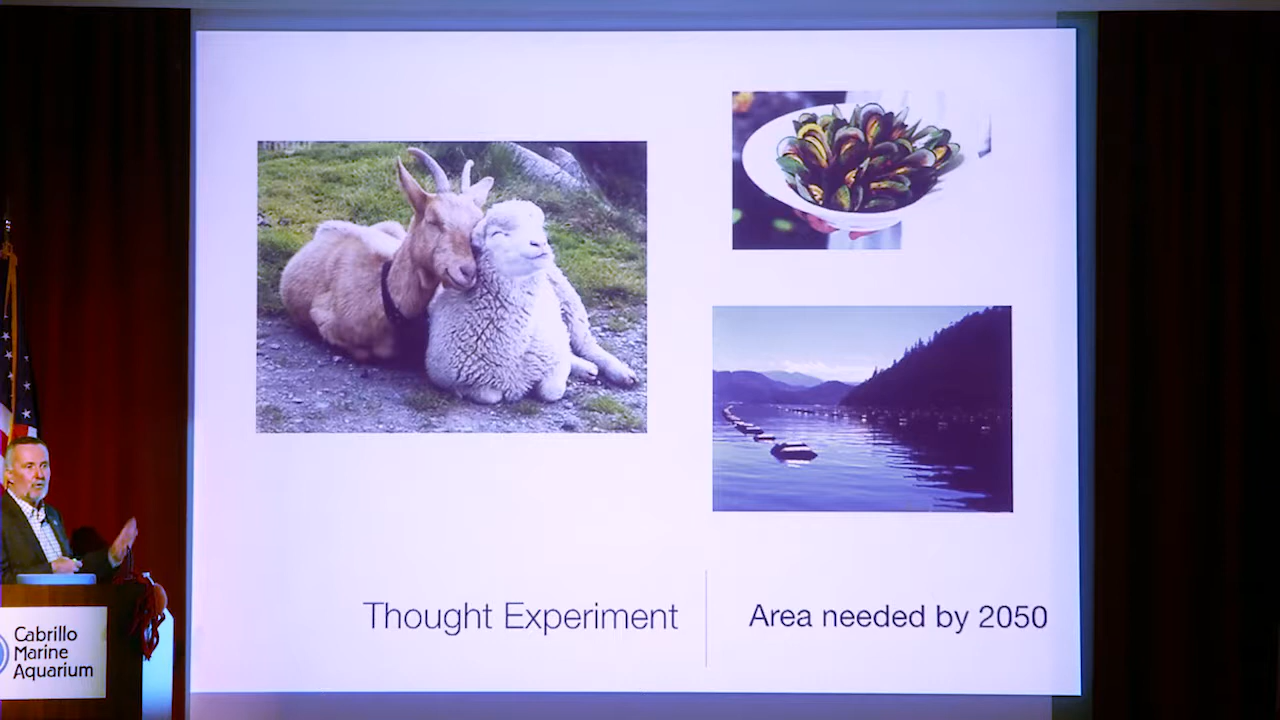 Thought Experiment
Area needed by 2050
Cabrillo
Marine
Aquarium